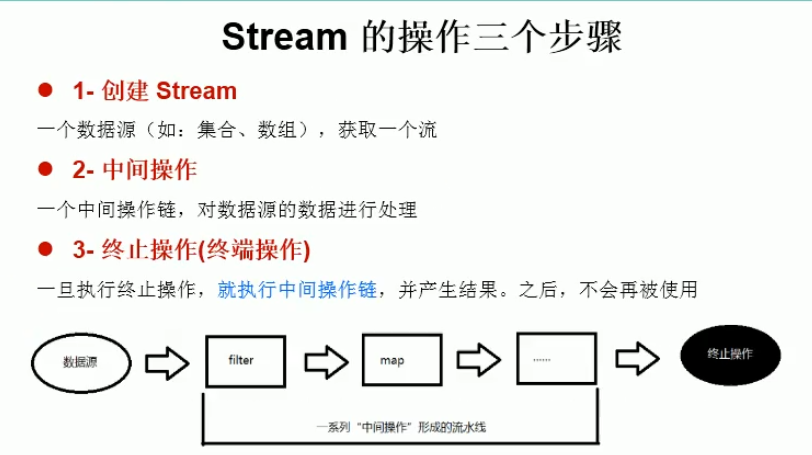 Stream 的操作三个步骤
1- 创建 Stream
一个数据源（如：集合、数组），获取一个流
2- 中间操作
一个中间操作链，对数据源的数据进行处理
3- 终止操作(终端操作)
一旦执行终止操作，就执行中间操作链，并产生结果。之后，不会再被使用
数据源
filter
map
......
终止操作
一系列“中间操作”形成的流水线